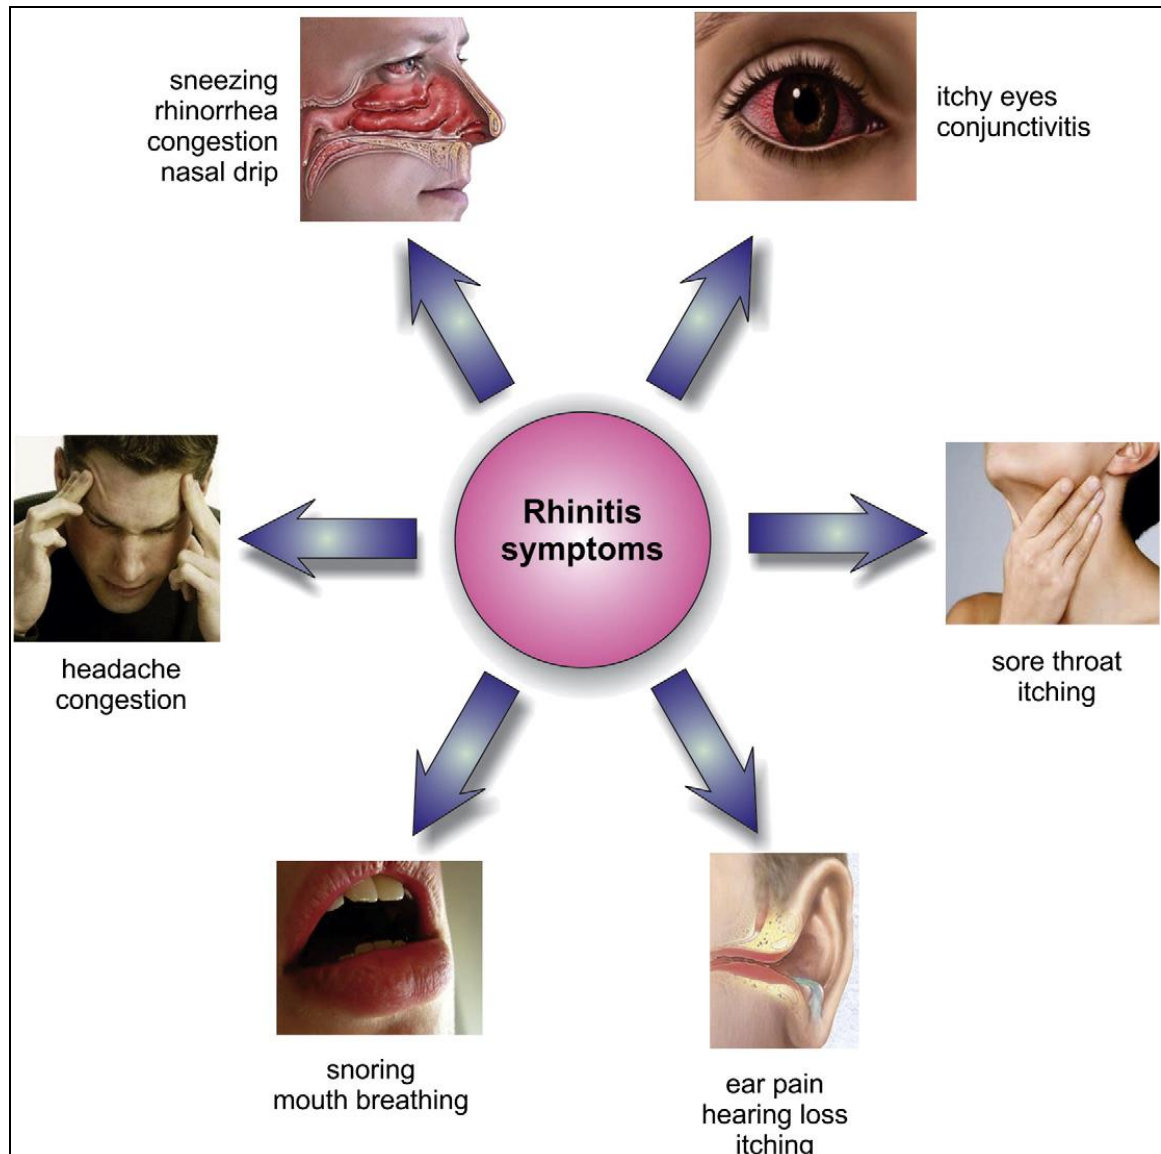 sneezing
rhinorrhea
congestion
nasal drip
itchy eyes
conjunctivitis
Rhinitis
symptoms
headache
congestion
sore throat
itching
snoring
mouth breathing
ear pain
hearing loss
itching